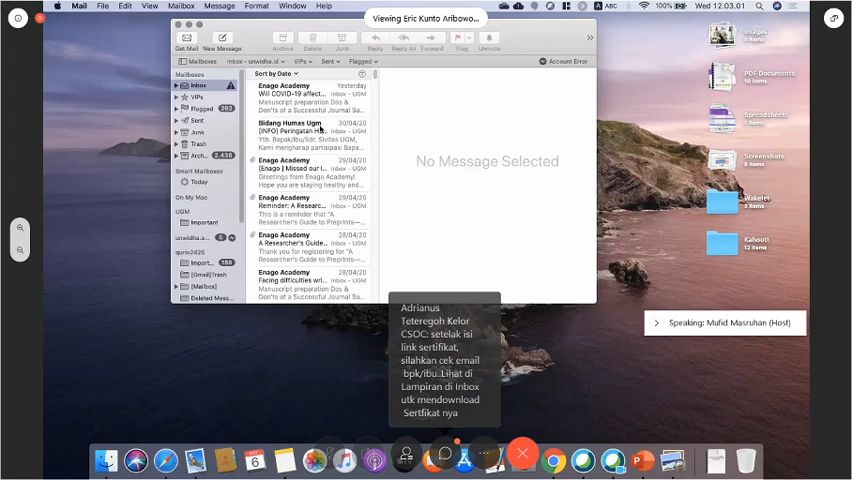 Mail File Edit View Mailbox Message Format Window Help
Viewing Eric Kunto Aribowo...
ABC 100% Wed 12.03.01
Inbox
Get Mail New Message Archive Delete Junk Reply Reply All Forward Flag Unmute
Mailboxes Inbox - unwidha.id VIPs Sent Flagged Account Error
Mailboxes
Inbox
VIPs
Flagged 262
Sent
Junk
Trash
Arch... 2,438
Smart Mailboxes
Today
On My Mac
UGM
Important
unwidha.a... 5
qurix2426
Import... 156
[Gmail]Trash
[Mailbox]
Deleted Mess...
Sort by Date
Enago Academy Yesterday
Will COVID-19 affect... Inbox - UGM
Manuscript preparation Dos &
Don'ts of a Successful Journal Su...
Bidang Humas Ugm 30/04/20
[INFO] Peringatan H... Inbox - UGM
Yth. Bapak/Ibu/Sdr. Sivitas UGM,
Kami mengharap partisipasi Bapa...
Enago Academy 29/04/20
[Enago ] Missed our l... Inbox - UGM
Greetings from Enago Academy!
Hope you are staying healthy and
Enago Academy 29/04/20
Reminder: A Researc... Inbox - UGM
This is a reminder that "A
Researcher's Guide to Preprints–...
Enago Academy 28/04/20
A Researcher's Guide... Inbox - UGM
Thank you for registering for "A
Researcher's Guide to Preprints–...
Enago Academy 28/04/20
Facing difficulties wri... Inbox - UGM
Manuscript preparation Dos &
Don'ts of a Successful Journal Su...
No Message Selected
Images
PDF Documents
Spreadsheets
Screenshots
Wakelet
3 items
Kahoot!
Speaking: Mufid Masruhan (Host)
Adrianus
Teteregoh Kelor
CSOC: setelak isi
link sertifikat,
silahkan cek email
bpk/ibu..Lihat di
Lampiran di Inbox
utk mendownload
Sertfikat nya
MAY
6